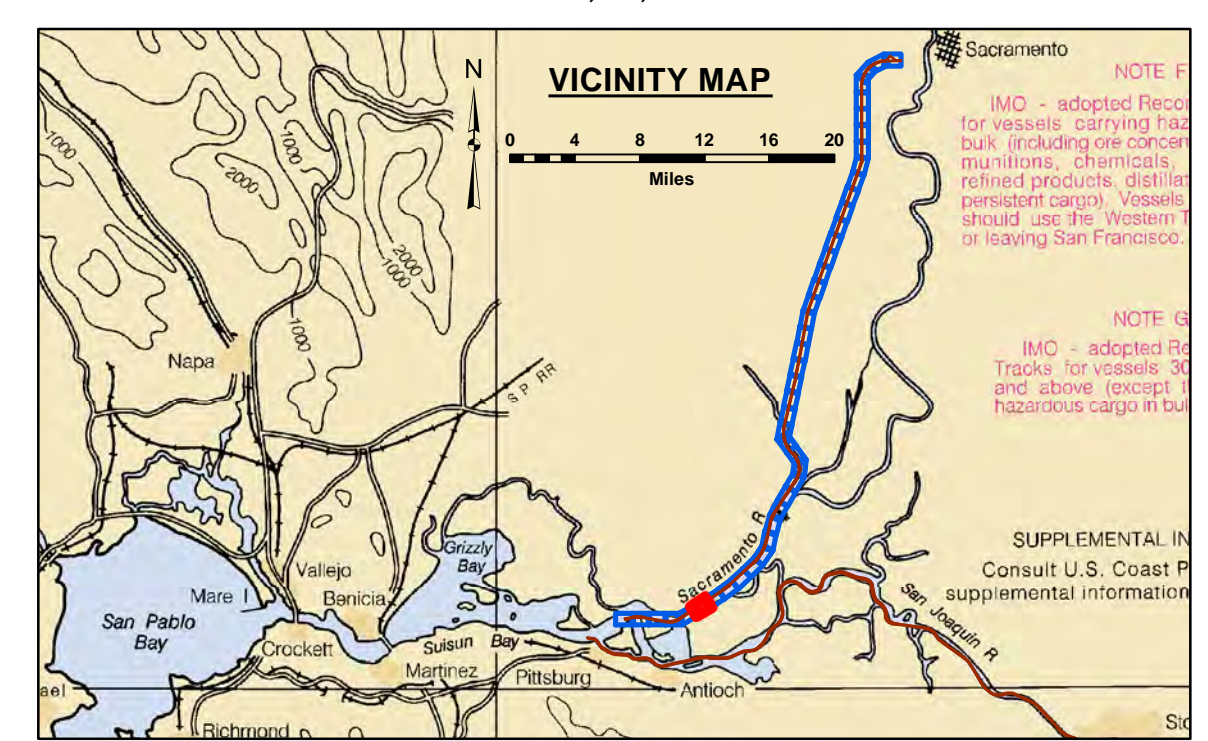 VICINITY MAP
N
0 4 8 12 16 20
Miles
Sacramento
NOTE F
IMO - adopted Recor
for vessels carrying haz
bulk (including ore concen
munitions, chemicals,
refined products, distillat
persistent cargo). Vessels
should use the Western T
or leaving San Francisco.
NOTE G
IMO - adopted Re
Tracks for vessels 30
and above (except t
hazardous cargo in bul
1000
2000
1000
2000
1000
1000
Napa
S P RR
Grizzly
Bay
Sacramento R
SUPPLEMENTAL IN
Consult U.S. Coast P
supplemental information
Vallejo
Mare I
Benicia
San Pablo
Bay
Crockett
Suisun Bay
Martinez
Pittsburg
Antioch
San Joaquin R
ael
Richmond
Sto